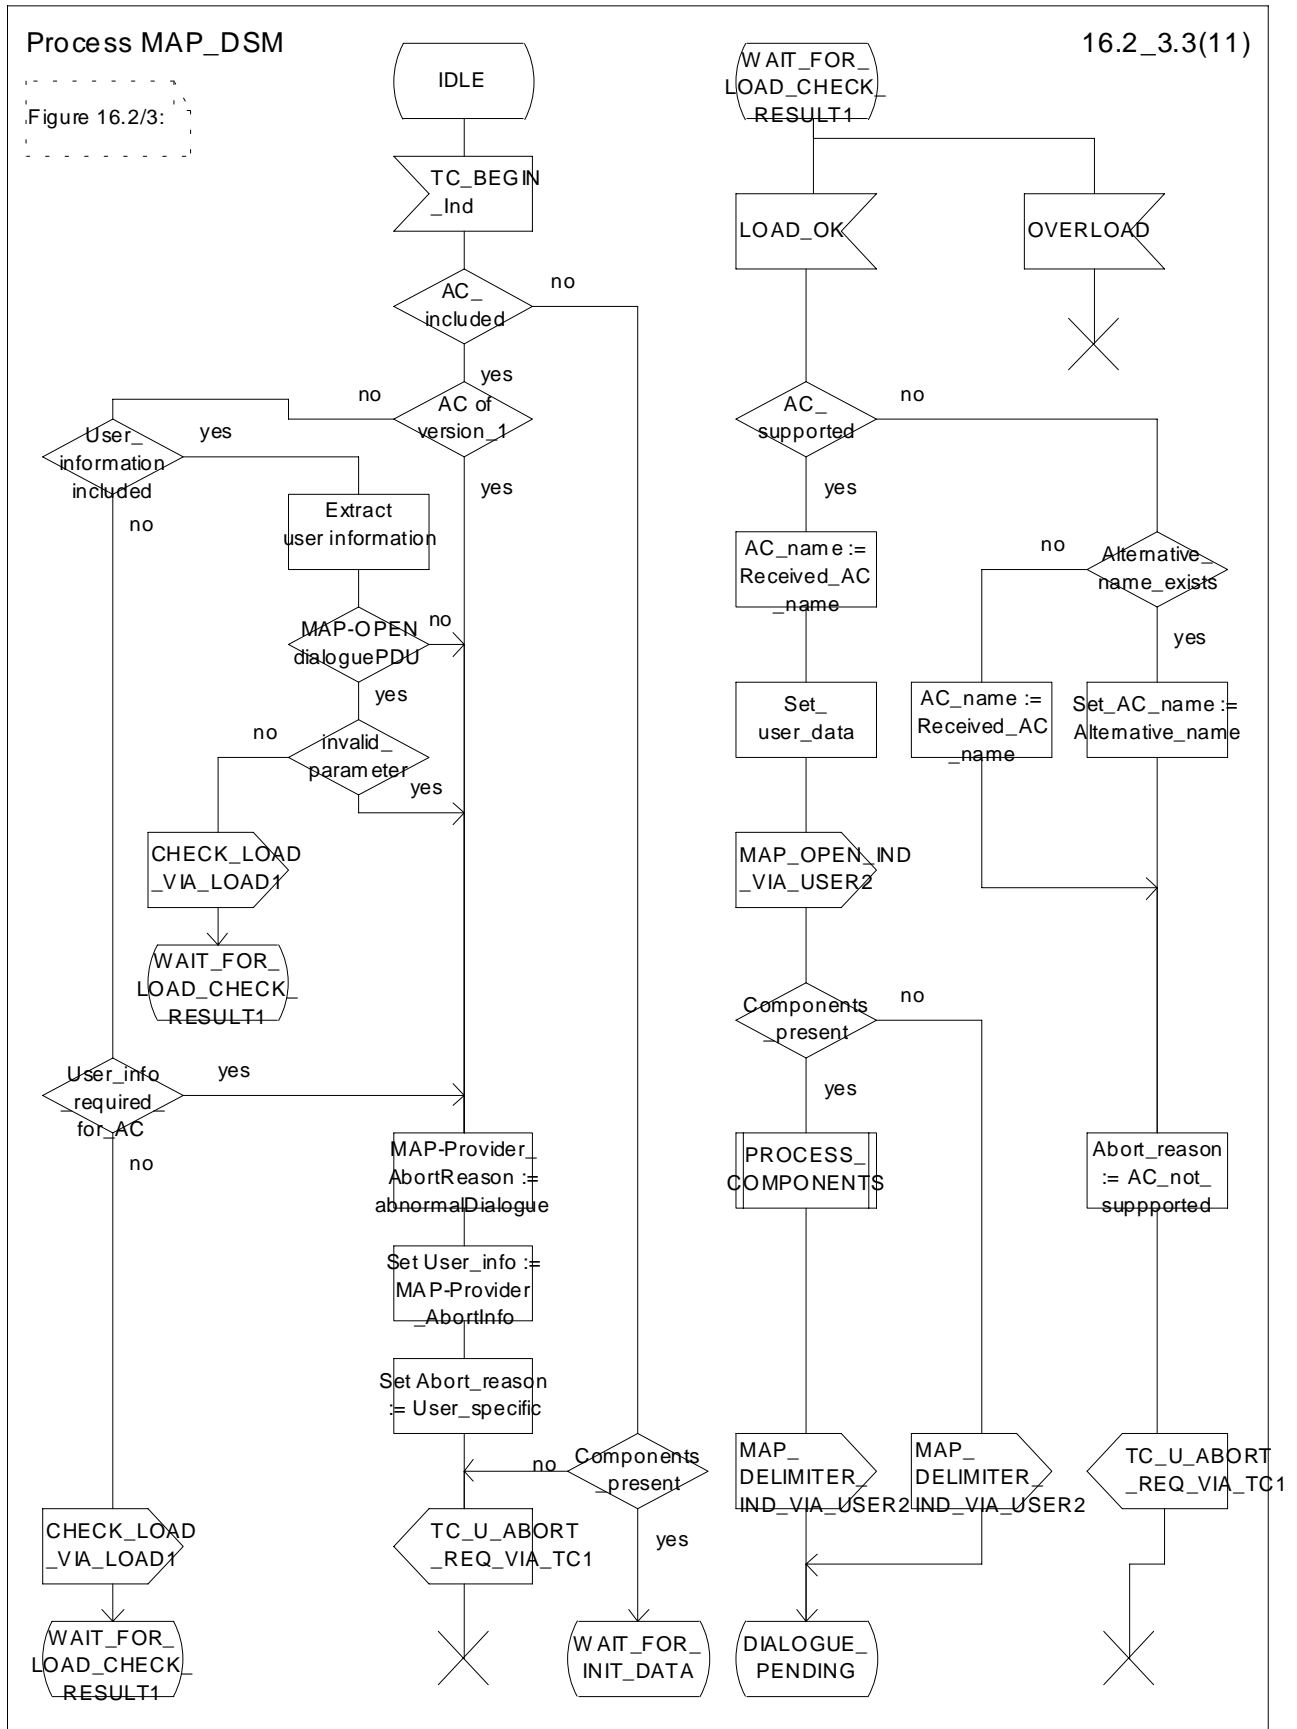 Process MAP_DSM
16.2_3.3(11)
Figure 16.2/3:
IDLE
TC_BEGIN
_Ind
AC_
included
no
yes
AC of
version_1
no
yes
User_
information
included
yes
no
Extract
user information
MAP-OPEN
dialoguePDU
no
yes
invalid_
parameter
no
yes
CHECK_LOAD
_VIA_LOAD1
WAIT_FOR_
LOAD_CHECK_
RESULT1
User_info
_required_
for_AC
yes
no
MAP-Provider_
AbortReason :=
abnormalDialogue
Set User_info :=
MAP-Provider
_AbortInfo
Set Abort_reason
:= User_specific
no
Components
_present
yes
CHECK_LOAD
_VIA_LOAD1
TC_U_ABORT
_REQ_VIA_TC1
WAIT_FOR_
LOAD_CHECK_
RESULT1
WAIT_FOR_
INIT_DATA
WAIT_FOR_
LOAD_CHECK_
RESULT1
LOAD_OK
OVERLOAD
AC_
supported
no
yes
AC_name :=
Received_AC
_name
no
Alternative_
name_exists
yes
Set_
user_data
AC_name :=
Received_AC
_name
Set_AC_name :=
Alternative_name
MAP_OPEN_IND
_VIA_USER2
Components
_present
no
yes
PROCESS_
COMPONENTS
Abort_reason
:= AC_not_
suppported
MAP_
DELIMITER_
IND_VIA_USER2
MAP_
DELIMITER_
IND_VIA_USER2
TC_U_ABORT
_REQ_VIA_TC1
DIALOGUE_
PENDING